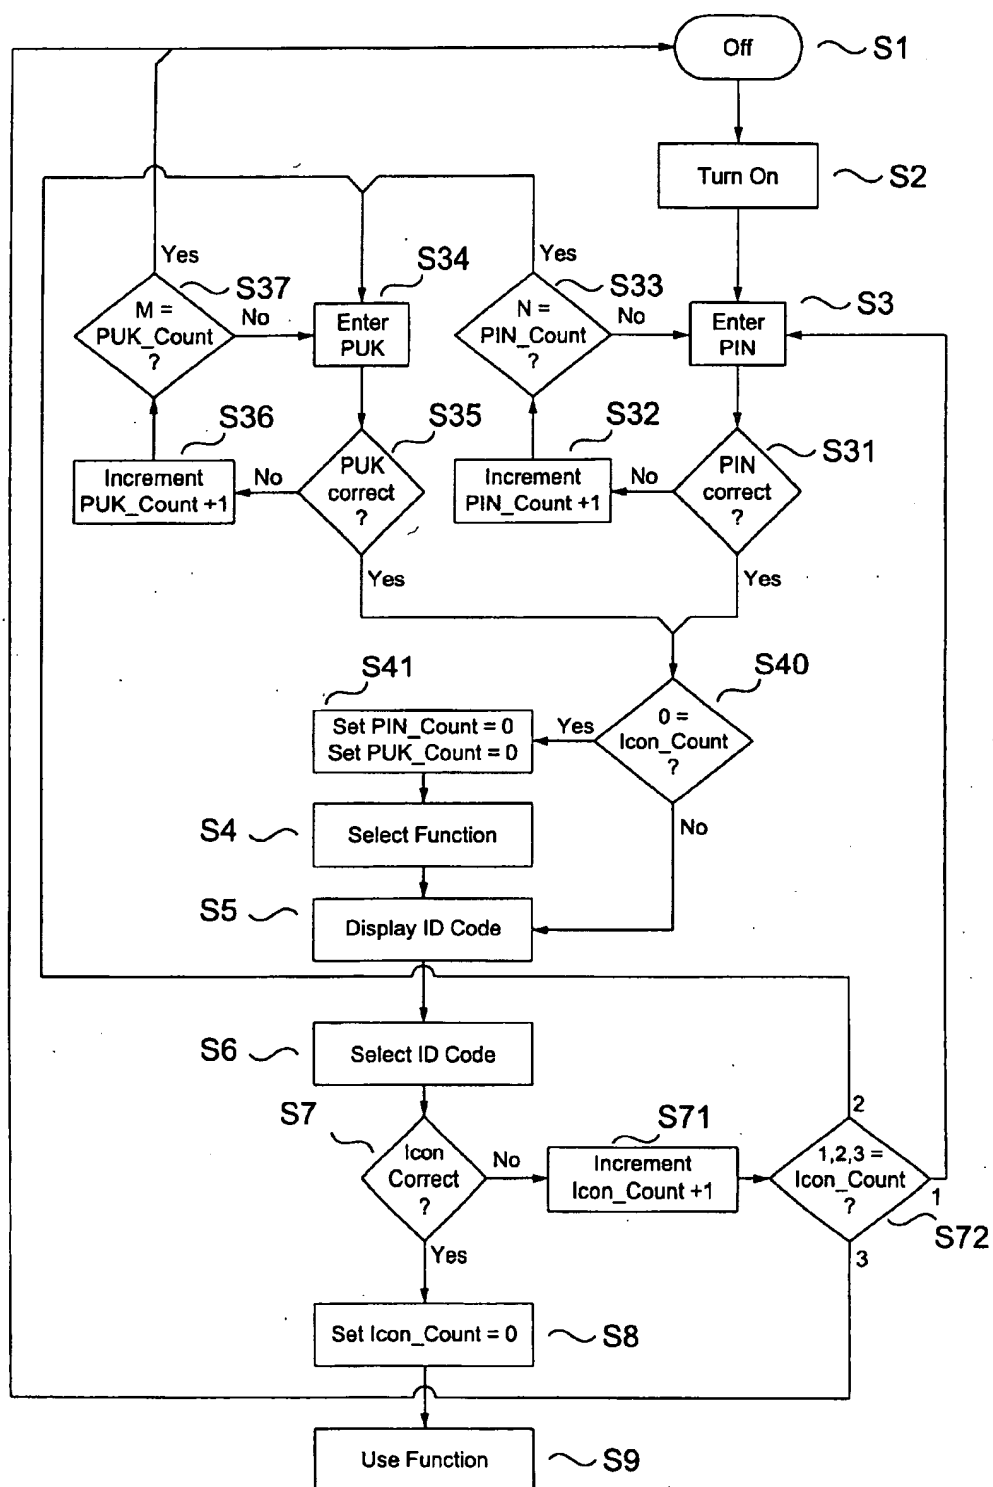 Off
S1
Turn On
S2
Yes
S37
M =
PUK_Count
?
No
S34
Enter
PUK
Yes
S33
N =
PIN_Count
?
No
S3
Enter
PIN
S36
Increment
PUK_Count +1
No
S35
PUK
correct
?
Yes
S32
Increment
PIN_Count +1
No
S31
PIN
correct
?
Yes
S40
0 =
Icon_Count
?
Yes
No
S41
Set PIN_Count = 0
Set PUK_Count = 0
S4
Select Function
S5
Display ID Code
S6
Select ID Code
S7
Icon
Correct
?
No
Yes
S71
Increment
Icon_Count +1
2
1,2,3 =
Icon_Count
?
1
S72
3
Set Icon_Count = 0
S8
Use Function
S9